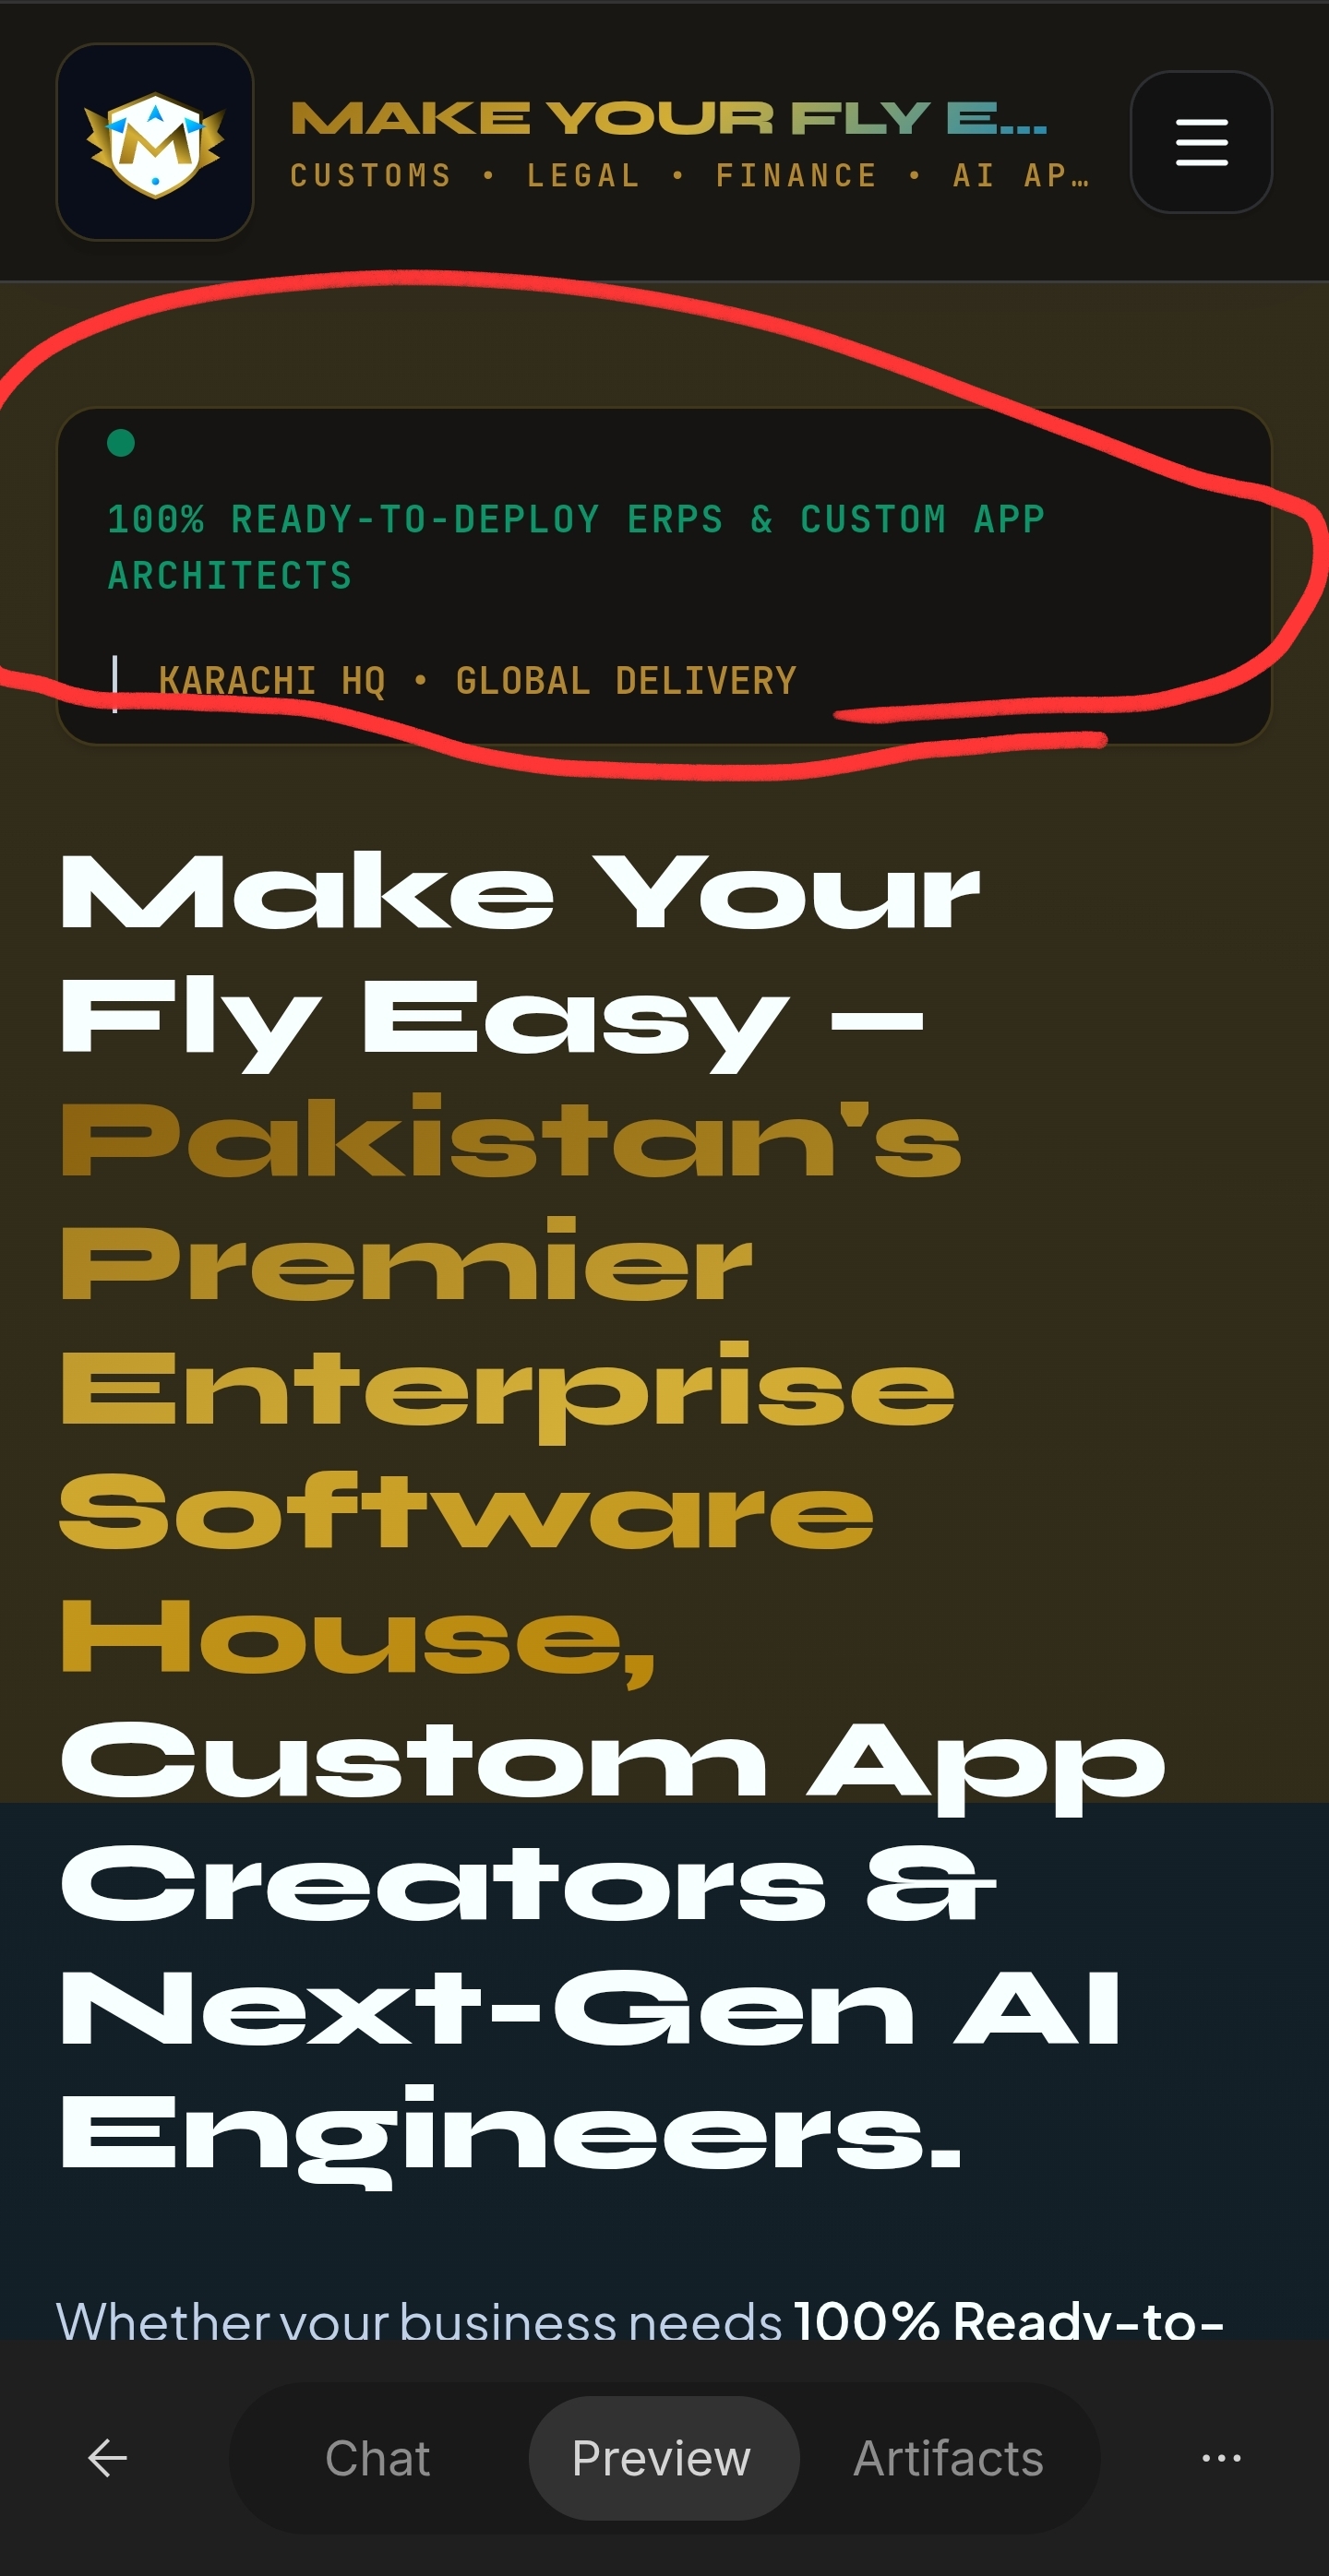 M
MAKE YOUR FLY E...
CUSTOMS • LEGAL • FINANCE • AI AP…
100% READY-TO-DEPLOY ERPS & CUSTOM APP
ARCHITECTS
| KARACHI HQ • GLOBAL DELIVERY
Make Your
Fly Easy –
Pakistan's
Premier
Enterprise
Software
House,
Custom App
Creators &
Next-Gen AI
Engineers.
Whether your business needs 100% Ready-to-
Chat Preview Artifacts